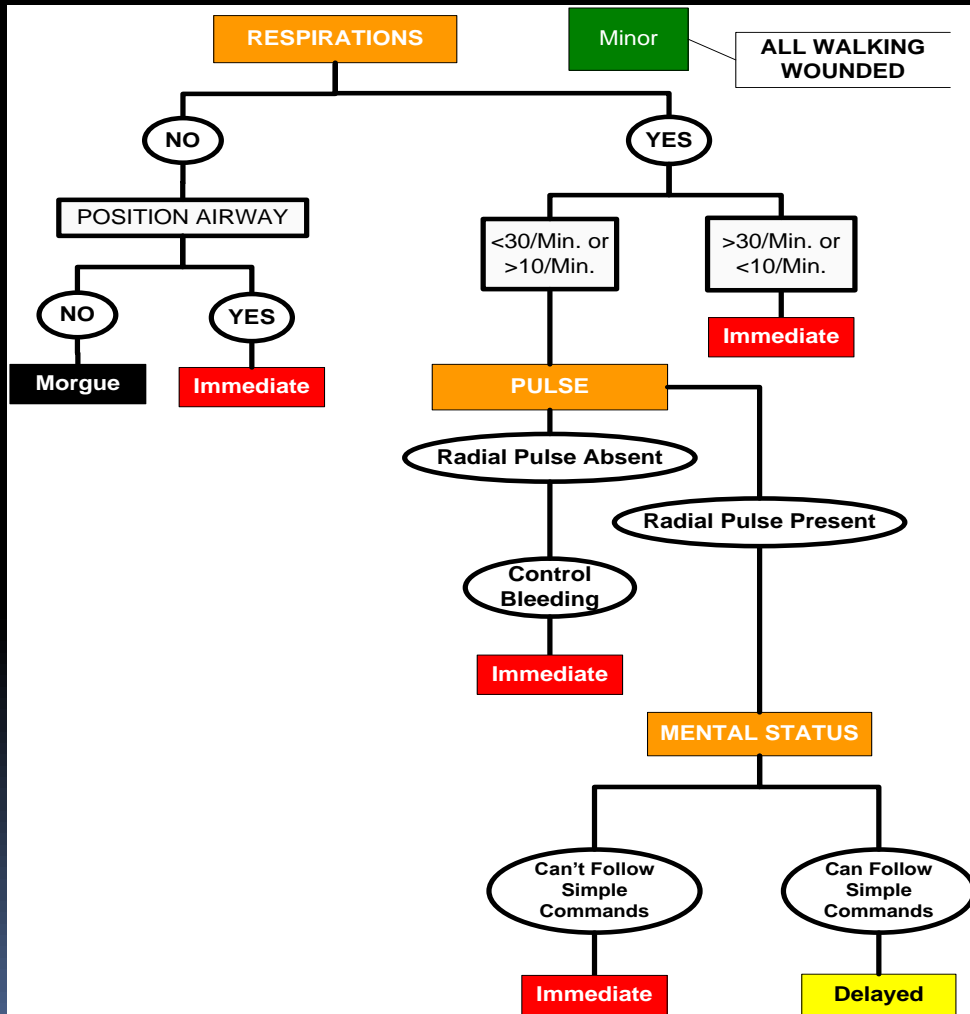 RESPIRATIONS
Minor
ALL WALKING
WOUNDED
NO
YES
POSITION AIRWAY
<30/Min. or
>10/Min.
>30/Min. or
<10/Min.
NO
YES
Immediate
Morgue
Immediate
PULSE
Radial Pulse Absent
Radial Pulse Present
Control
Bleeding
Immediate
MENTAL STATUS
Can't Follow
Simple
Commands
Can Follow
Simple
Commands
Immediate
Delayed